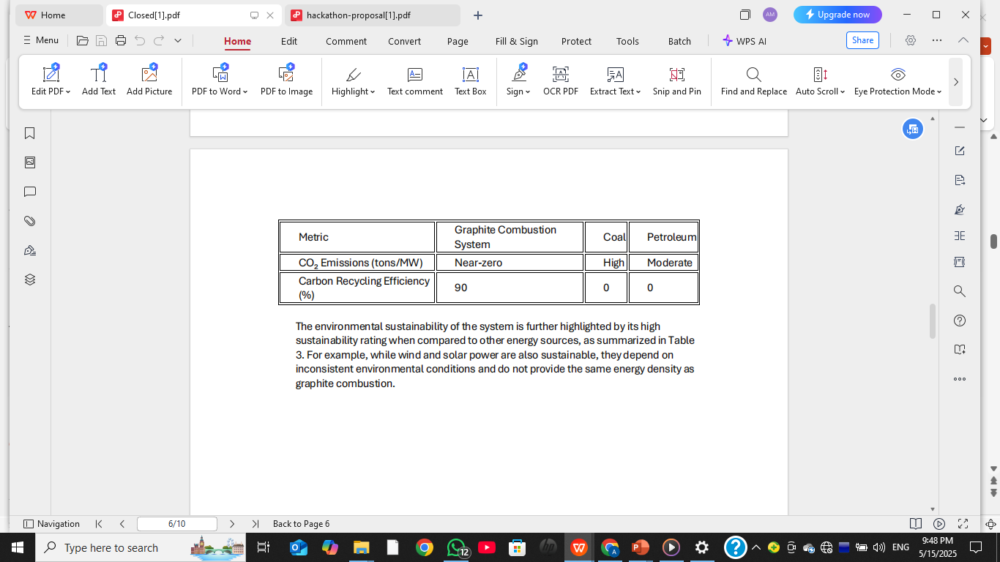 Home
Closed[1].pdf
hackathon-proposal[1].pdf
AM
Upgrade now
Menu
Home
Edit
Comment
Convert
Page
Fill & Sign
Protect
Tools
Batch
WPS AI
Share
Edit PDF
Add Text
Add Picture
PDF to Word
PDF to Image
Highlight
Text comment
Text Box
Sign
OCR PDF
Extract Text
Snip and Pin
Find and Replace
Auto Scroll
Eye Protection Mode
Metric
Graphite Combustion
System
Coal
Petroleum
CO₂ Emissions (tons/MW)
Near-zero
High
Moderate
Carbon Recycling Efficiency
(%)
90
0
0
The environmental sustainability of the system is further highlighted by its high
sustainability rating when compared to other energy sources, as summarized in Table
3. For example, while wind and solar power are also sustainable, they depend on
inconsistent environmental conditions and do not provide the same energy density as
graphite combustion.
Navigation
6/10
Back to Page 6
Type here to search
12
ENG
9:48 PM
5/15/2025